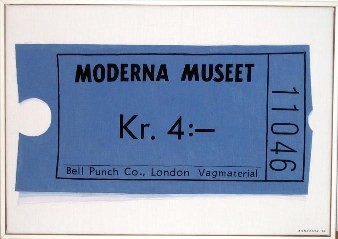 MODERNA MUSEET
Kr. 4:—
11046
Bell Punch Co., London Vagmarerial